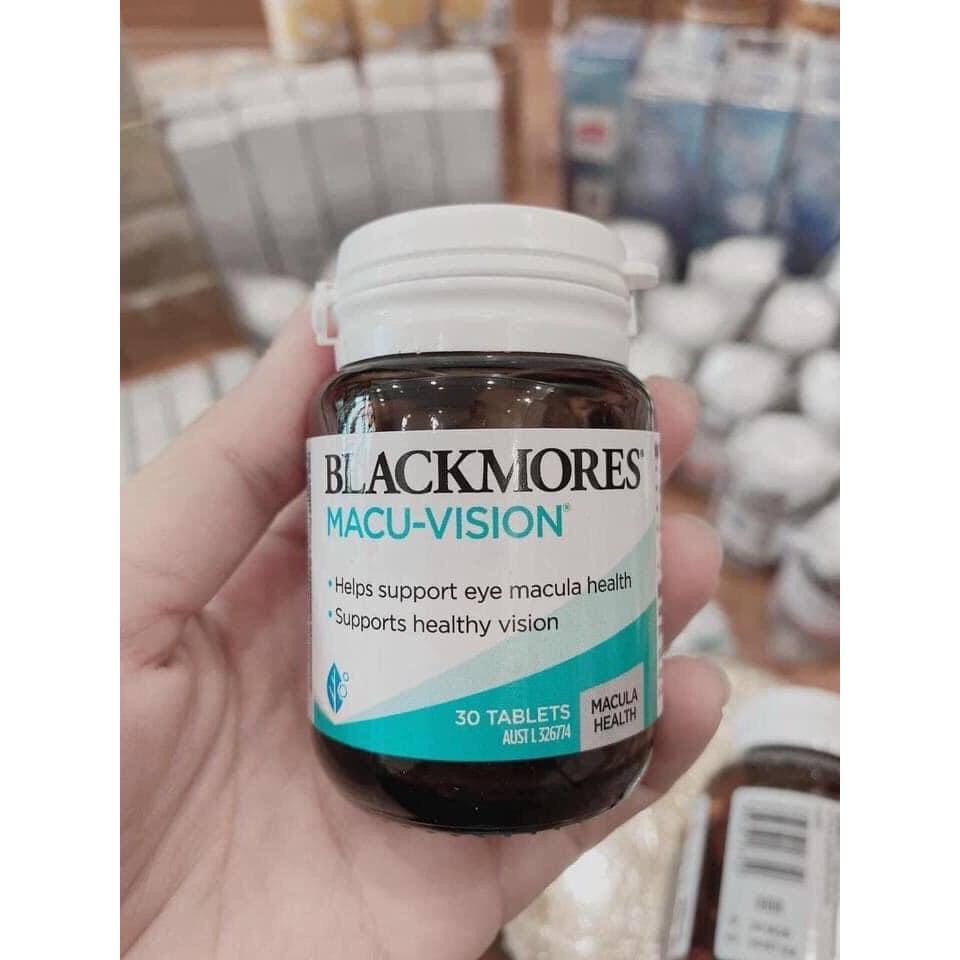 BLACKMORES®
MACU-VISION®
• Helps support eye macula health
• Supports healthy vision
30 TABLETS
AUST L 326774
MACULA
HEALTH